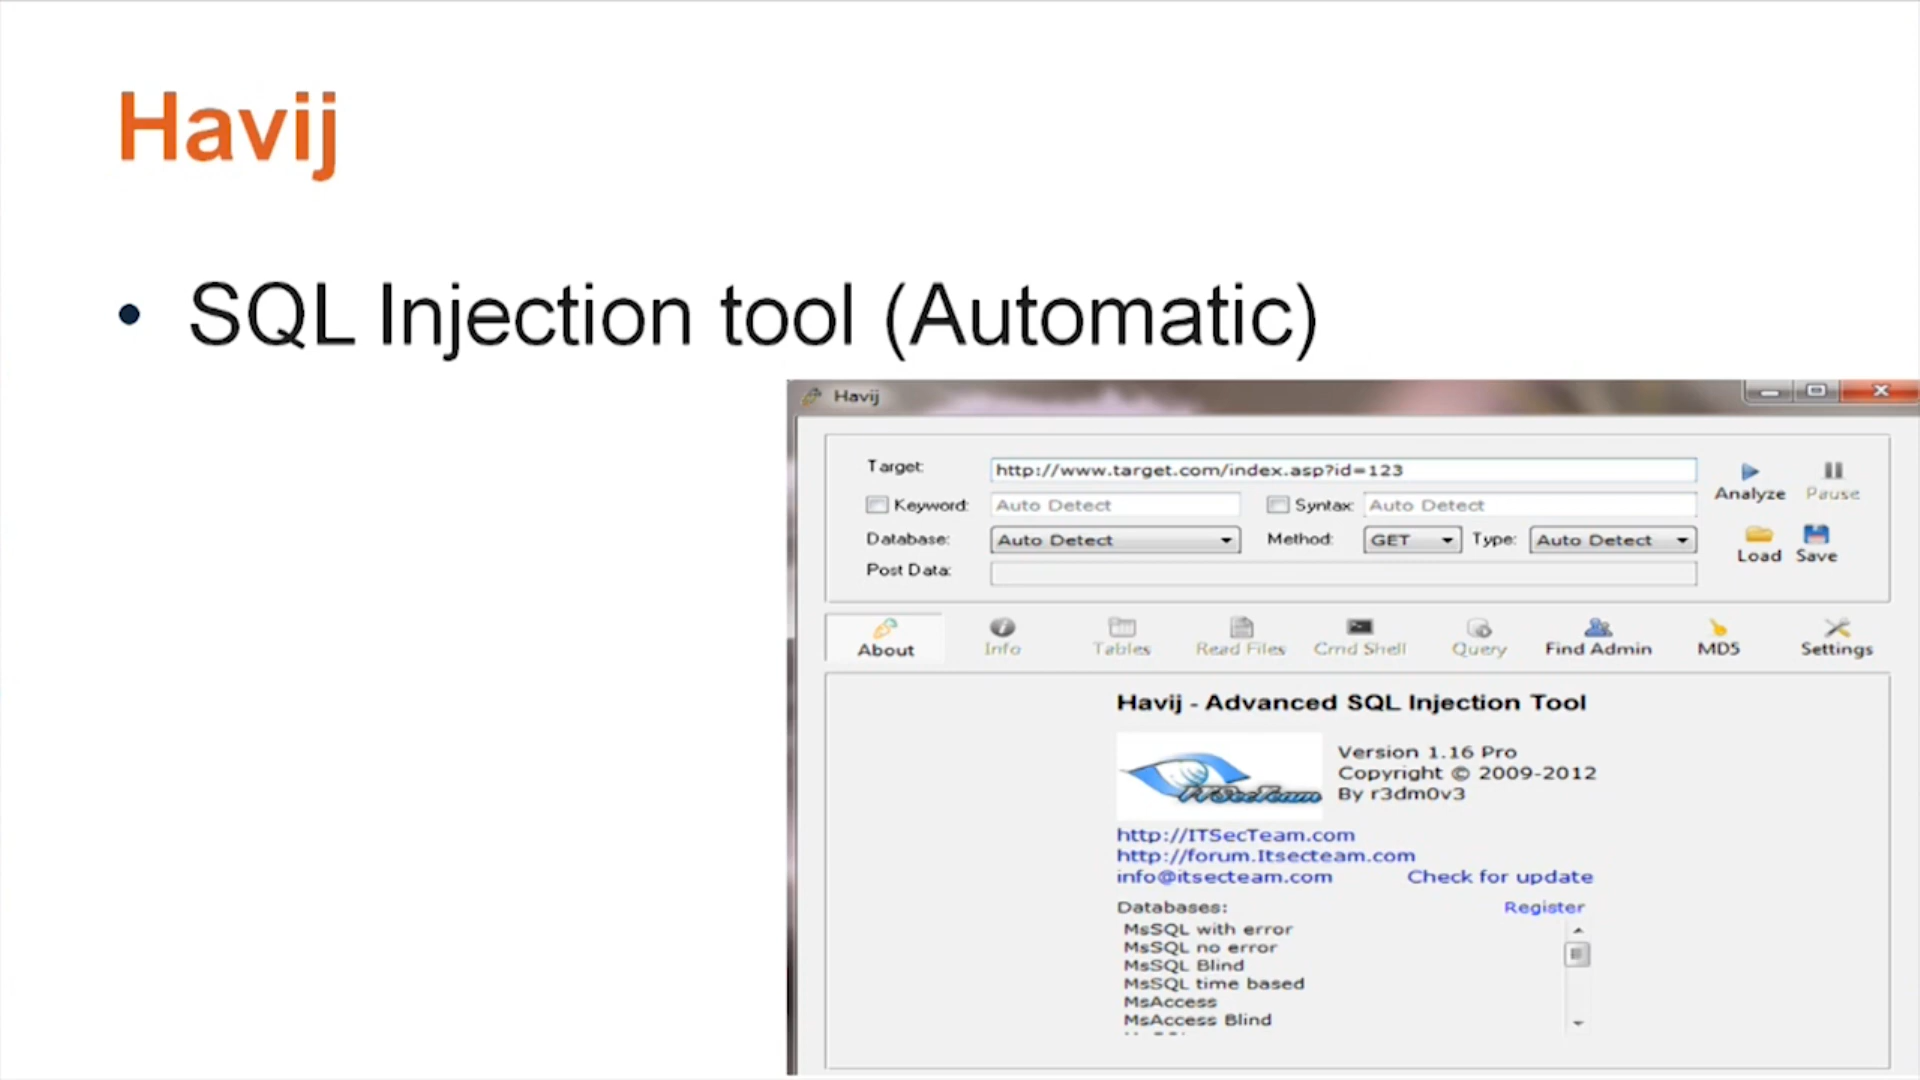 Havij
• SQL Injection tool (Automatic)
Havij
Target: http://www.target.com/index.asp?id=123
Analyze Pause
Keyword: Auto Detect Syntax: Auto Detect
Database: Auto Detect Method: GET Type: Auto Detect
Load Save
Post Data:
About Info Tables Read Files Cmd Shell Query Find Admin MD5 Settings
Havij - Advanced SQL Injection Tool
ITSecTeam
Version 1.16 Pro
Copyright © 2009-2012
By r3dm0v3
http://ITSecTeam.com
http://forum.Itsecteam.com
info@itsecteam.com Check for update
Databases: Register
MsSQL with error
MsSQL no error
MsSQL Blind
MsSQL time based
MsAccess
MsAccess Blind